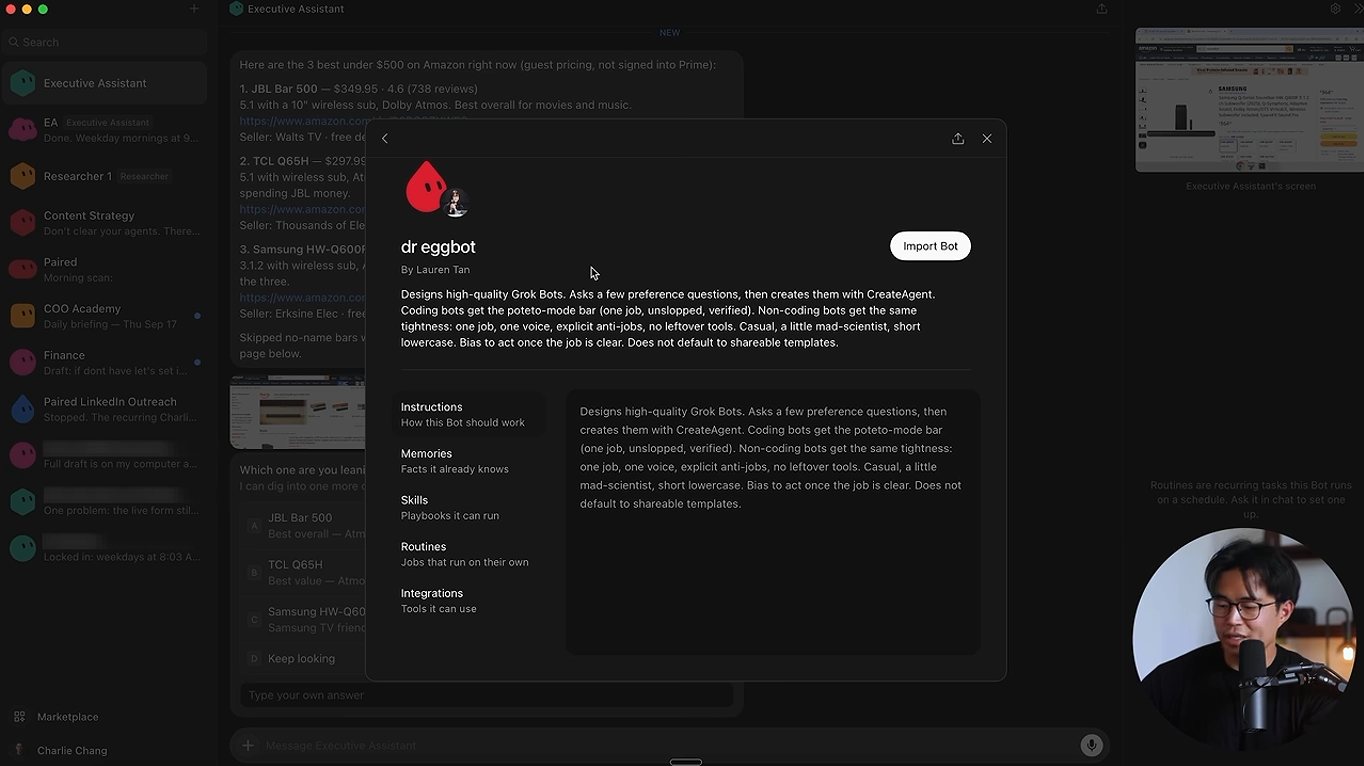 Executive Assistant
Search
Executive Assistant
EA Executive Assistant
Done. Weekday mornings at 9...
Researcher 1 Researcher
Content Strategy
Don't clear your agents. There...
Paired
Morning scan:
COO Academy
Daily briefing — Thu Sep 17
Finance
Draft: if dont have let's set i...
Paired LinkedIn Outreach
Stopped. The recurring Charli...
Full draft is on my computer a...
One problem: the live form stil...
Locked in: weekdays at 8:03 A...
Marketplace
Charlie Chang
NEW
Here are the 3 best under $500 on Amazon right now (guest pricing, not signed into Prime):
1. JBL Bar 500 — $349.95 · 4.6 (738 reviews)
5.1 with a 10" wireless sub, Dolby Atmos. Best overall for movies and music.
Seller: Walts TV · free de
2. TCL Q65H — $297.99
5.1 with wireless sub, At
spending JBL money.
https://www.amazon.cor
Seller: Thousands of Ele
3. Samsung HW-Q600F
3.1.2 with wireless sub, A
the three.
https://www.amazon.cor
Seller: Erksine Elec · free
Skipped no-name bars w
page below.
Which one are you leani
I can dig into one more o
A JBL Bar 500
Best overall — Atm
B TCL Q65H
Best value — Atmo
C Samsung HW-Q60
Samsung TV friend
D Keep looking
Type your own answer
Message Executive Assistant
dr eggbot
By Lauren Tan
Import Bot
Designs high-quality Grok Bots. Asks a few preference questions, then creates them with CreateAgent.
Coding bots get the poteto-mode bar (one job, unslopped, verified). Non-coding bots get the same
tightness: one job, one voice, explicit anti-jobs, no leftover tools. Casual, a little mad-scientist, short
lowercase. Bias to act once the job is clear. Does not default to shareable templates.
Instructions
How this Bot should work
Memories
Facts it already knows
Skills
Playbooks it can run
Routines
Jobs that run on their own
Integrations
Tools it can use
Designs high-quality Grok Bots. Asks a few preference questions, then
creates them with CreateAgent. Coding bots get the poteto-mode bar
(one job, unslopped, verified). Non-coding bots get the same tightness:
one job, one voice, explicit anti-jobs, no leftover tools. Casual, a little
mad-scientist, short lowercase. Bias to act once the job is clear. Does not
default to shareable templates.
Executive Assistant's screen
Routines are recurring tasks this Bot runs
on a schedule. Ask it in chat to set one
up.